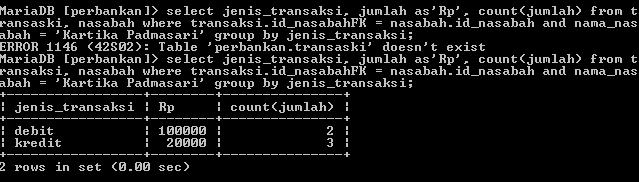 MariaDB [perbankan]> select jenis_transaksi, jumlah as'Rp', count(jumlah) from t
ranaski, nasabah where transaksi.id_nasabahFK = nasabah.id_nasabah and nama_nas
abah = 'Kartika Padmasari' group by jenis_transaksi;
ERROR 1146 (42S02): Table 'perbankan.transaski' doesn't exist
MariaDB [perbankan]> select jenis_transaksi, jumlah as'Rp', count(jumlah) from t
ransaksi, nasabah where transaksi.id_nasabahFK = nasabah.id_nasabah and nama_nas
abah = 'Kartika Padmasari' group by jenis_transaksi;
+-----------------+--------+---------------+
| jenis_transaksi | Rp     | count(jumlah) |
+-----------------+--------+---------------+
| debit           | 100000 |             2 |
| kredit          |  20000 |             3 |
+-----------------+--------+---------------+
2 rows in set (0.00 sec)